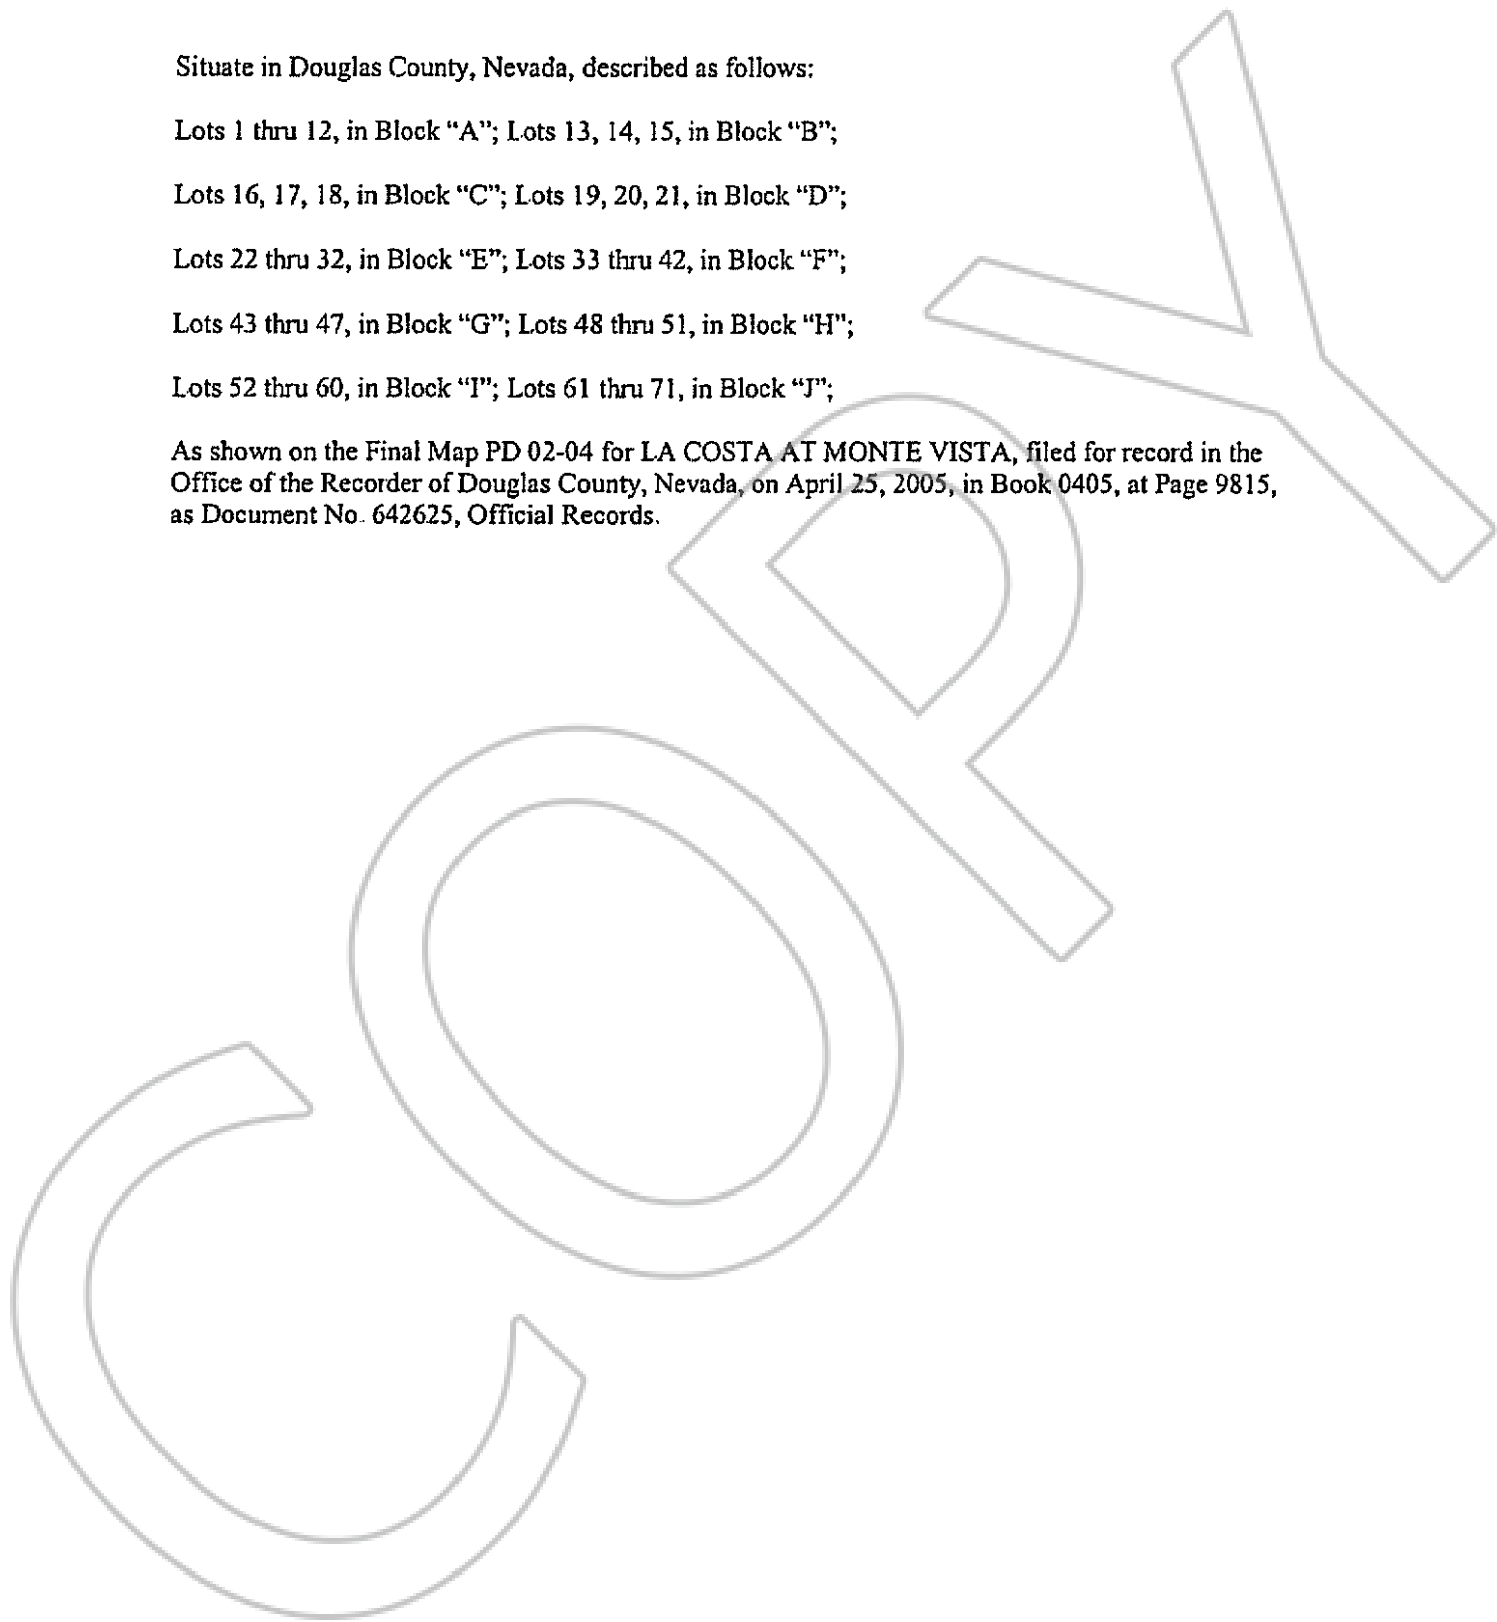 Situate in Douglas County, Nevada, described as follows:
Lots 1 thru 12, in Block “A”; Lots 13, 14, 15, in Block “B”;
Lots 16, 17, 18, in Block “C”; Lots 19, 20, 21, in Block “D”;
Lots 22 thru 32, in Block “E”; Lots 33 thru 42, in Block “F”;
Lots 43 thru 47, in Block “G”; Lots 48 thru 51, in Block “H”;
Lots 52 thru 60, in Block “I”; Lots 61 thru 71, in Block “J”;
As shown on the Final Map PD 02-04 for LA COSTA AT MONTE VISTA, filed for record in the
Office of the Recorder of Douglas County, Nevada, on April 25, 2005, in Book 0405, at Page 9815,
as Document No. 642625, Official Records.
COPY